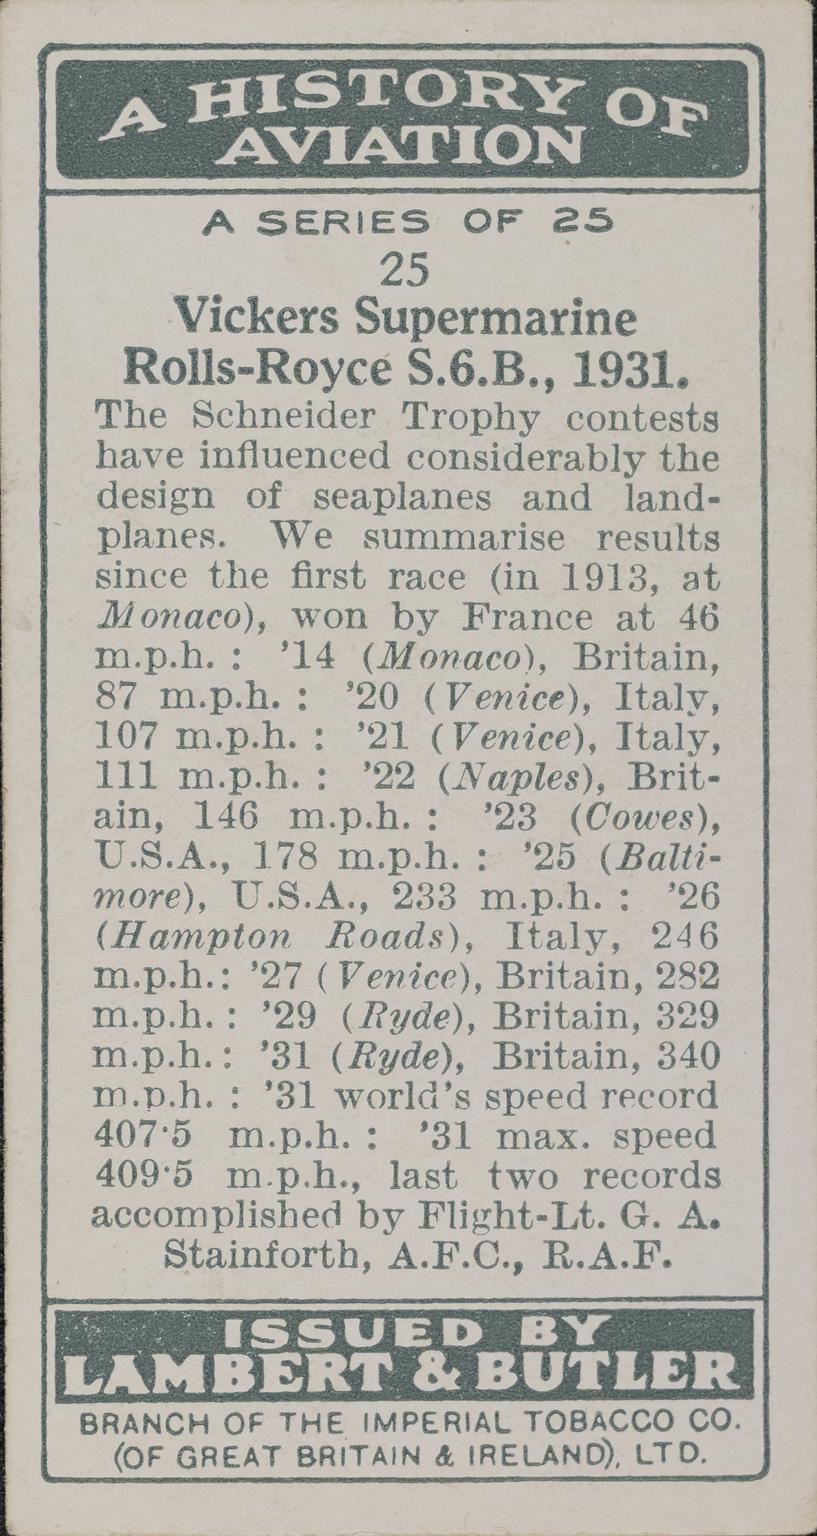 A HISTORY OF
AVIATION
A SERIES OF 25
25
Vickers Supermarine
Rolls-Royce S.6.B., 1931.
The Schneider Trophy contests
have influenced considerably the
design of seaplanes and land-
planes. We summarise results
since the first race (in 1913, at
Monaco), won by France at 46
m.p.h. : '14 (Monaco), Britain,
87 m.p.h. : '20 (Venice), Italy,
107 m.p.h. : '21 (Venice), Italy,
111 m.p.h. : '22 (Naples), Brit-
ain, 146 m.p.h. : '23 (Cowes),
U.S.A., 178 m.p.h. : '25 (Balti-
more), U.S.A., 233 m.p.h. : '26
(Hampton Roads), Italy, 246
m.p.h. : '27 (Venice), Britain, 282
m.p.h. : '29 (Ryde), Britain, 329
m.p.h. : '31 (Ryde), Britain, 340
m.p.h. : '31 world's speed record
407·5 m.p.h. : '31 max. speed
409·5 m.p.h., last two records
accomplished by Flight-Lt. G. A.
Stainforth, A.F.C., R.A.F.
ISSUED BY
LAMBERT & BUTLER
BRANCH OF THE IMPERIAL TOBACCO CO.
(OF GREAT BRITAIN & IRELAND), LTD.